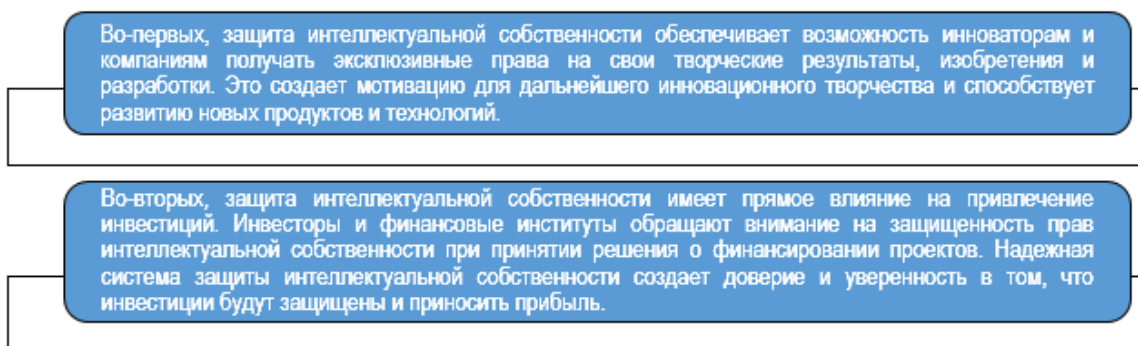 Во-первых, защита интеллектуальной собственности обеспечивает возможность инноваторам и
компаниям получать эксклюзивные права на свои творческие результаты, изобретения и
разработки. Это создает мотивацию для дальнейшего инновационного творчества и способствует
развитию новых продуктов и технологий.
Во-вторых, защита интеллектуальной собственности имеет прямое влияние на привлечение
инвестиций. Инвесторы и финансовые институты обращают внимание на защищенность прав
интеллектуальной собственности при принятии решения о финансировании проектов. Надежная
система защиты интеллектуальной собственности создает доверие и уверенность в том, что
инвестиции будут защищены и приносить прибыль.